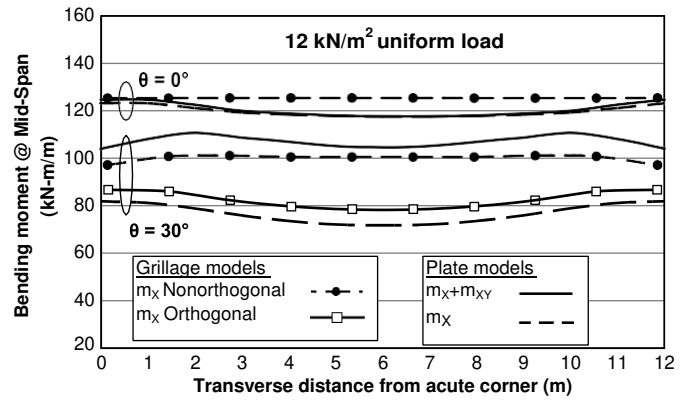 12 kN/m² uniform load
Bending moment @ Mid-Span
(kN-m/m)
160
140
120
100
80
60
40
20
θ = 0°
θ = 30°
Grillage models
mX Nonorthogonal
mX Orthogonal
Plate models
mX+mXY
mX
0 1 2 3 4 5 6 7 8 9 10 11 12
Transverse distance from acute corner (m)